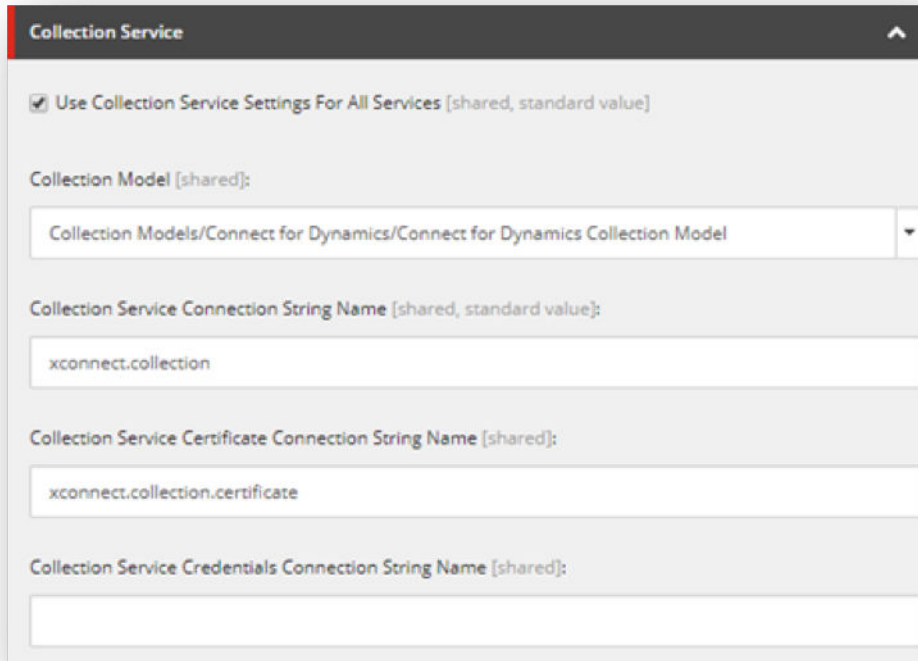 Collection Service
Use Collection Service Settings For All Services [shared, standard value]
Collection Model [shared]:
Collection Models/Connect for Dynamics/Connect for Dynamics Collection Model
Collection Service Connection String Name [shared, standard value]:
xconnect.collection
Collection Service Certificate Connection String Name [shared]:
xconnect.collection.certificate
Collection Service Credentials Connection String Name [shared]: